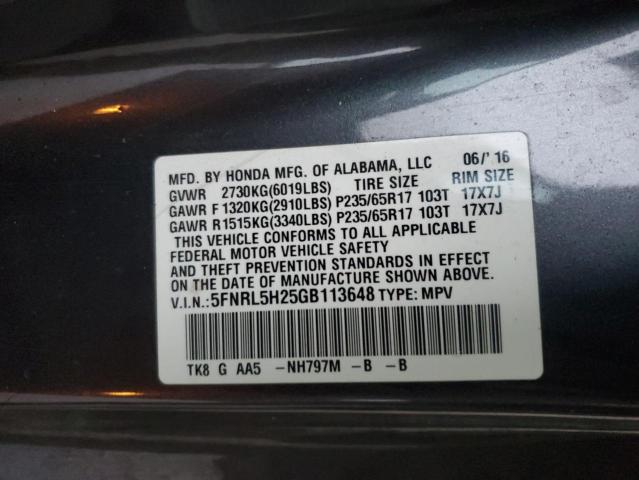 MFD. BY HONDA MFG. OF ALABAMA, LLC 06/'16
GVWR 2730KG(6019LBS) TIRE SIZE RIM SIZE
GAWR F 1320KG(2910LBS) P235/65R17 103T 17X7J
GAWR R 1515KG(3340LBS) P235/65R17 103T 17X7J
THIS VEHICLE CONFORMS TO ALL APPLICABLE
FEDERAL MOTOR VEHICLE SAFETY
AND THEFT PREVENTION STANDARDS IN EFFECT
ON THE DATE OF MANUFACTURE SHOWN ABOVE.
V.I.N.: 5FNRL5H25GB113648 TYPE: MPV
TK8 G AA5 -NH797M -B -B